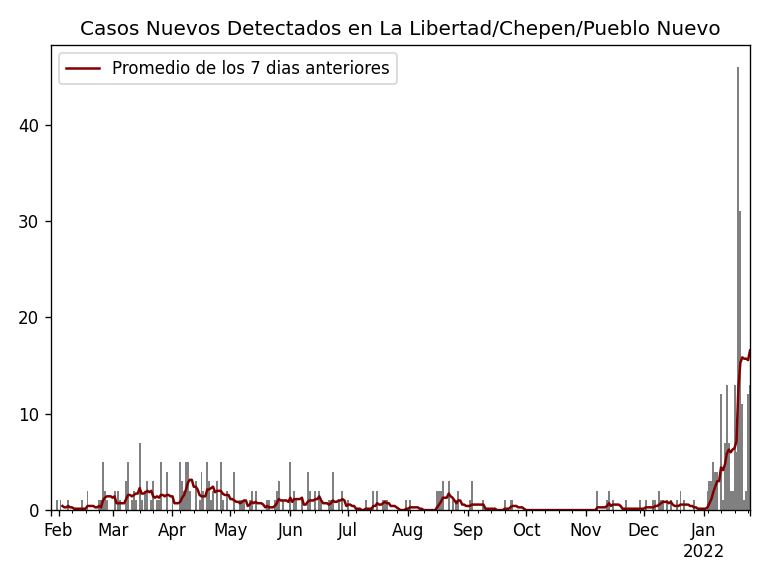 Casos Nuevos Detectados en La Libertad/Chepen/Pueblo Nuevo
Promedio de los 7 dias anteriores
40
30
20
10
0
Feb Mar Apr May Jun Jul Aug Sep Oct Nov Dec Jan
2022